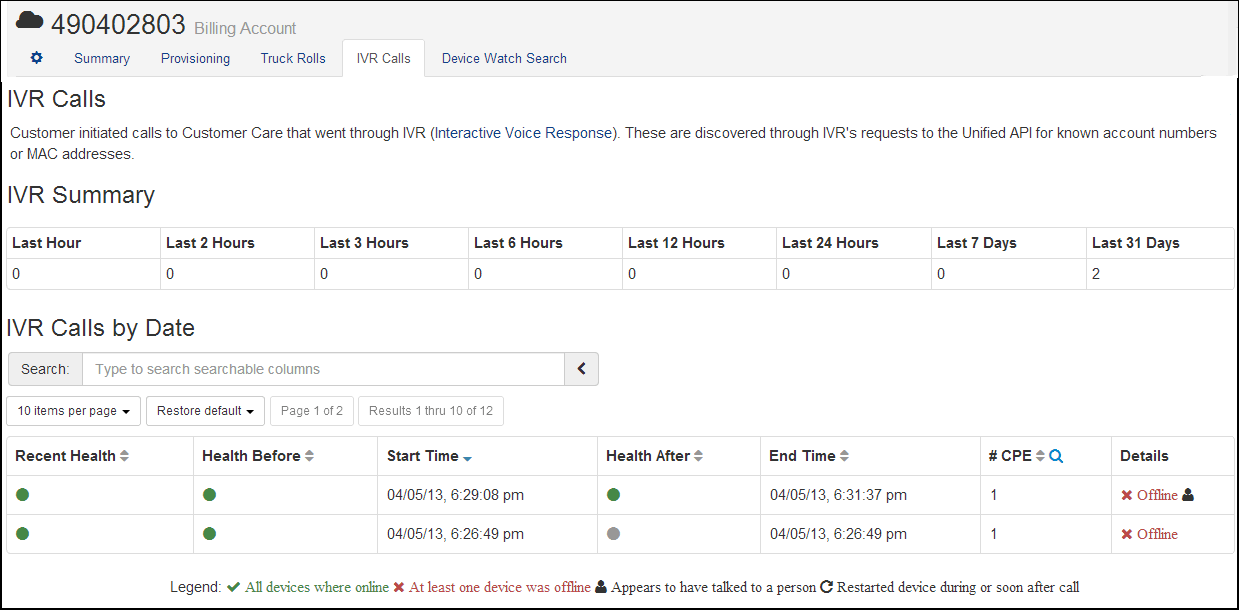 490402803 Billing Account
Summary Provisioning Truck Rolls IVR Calls Device Watch Search
IVR Calls
Customer initiated calls to Customer Care that went through IVR (Interactive Voice Response). These are discovered through IVR's requests to the Unified API for known account numbers
or MAC addresses.
IVR Summary
Last Hour Last 2 Hours Last 3 Hours Last 6 Hours Last 12 Hours Last 24 Hours Last 7 Days Last 31 Days
0 0 0 0 0 0 0 2
IVR Calls by Date
Search: Type to search searchable columns
10 items per page Restore default Page 1 of 2 Results 1 thru 10 of 12
Recent Health Health Before Start Time Health After End Time # CPE Details
04/05/13, 6:29:08 pm 04/05/13, 6:31:37 pm 1 Offline
04/05/13, 6:26:49 pm 04/05/13, 6:26:49 pm 1 Offline
Legend: All devices where online At least one device was offline Appears to have talked to a person Restarted device during or soon after call